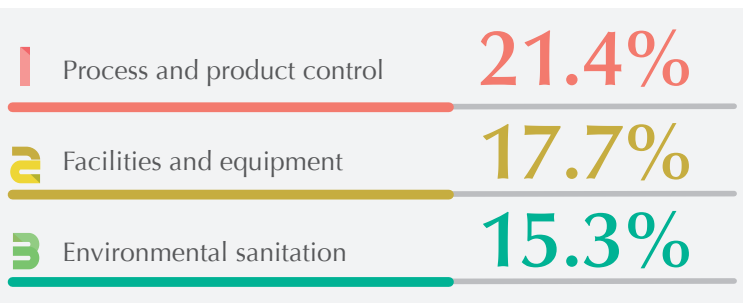 1 Process and product control 21.4%
2 Facilities and equipment 17.7%
3 Environmental sanitation 15.3%